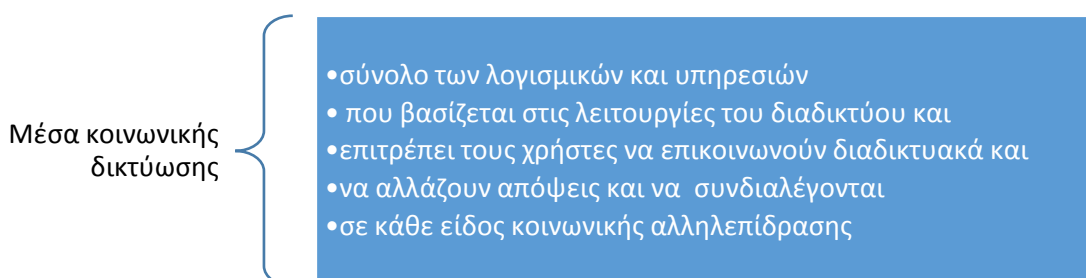 Μέσα κοινωνικής
δικτύωσης
•σύνολο των λογισμικών και υπηρεσιών
• που βασίζεται στις λειτουργίες του διαδικτύου και
•επιτρέπει τους χρήστες να επικοινωνούν διαδικτυακά και
•να αλλάζουν απόψεις και να  συνδιαλέγονται
•σε κάθε είδος κοινωνικής αλληλεπίδρασης